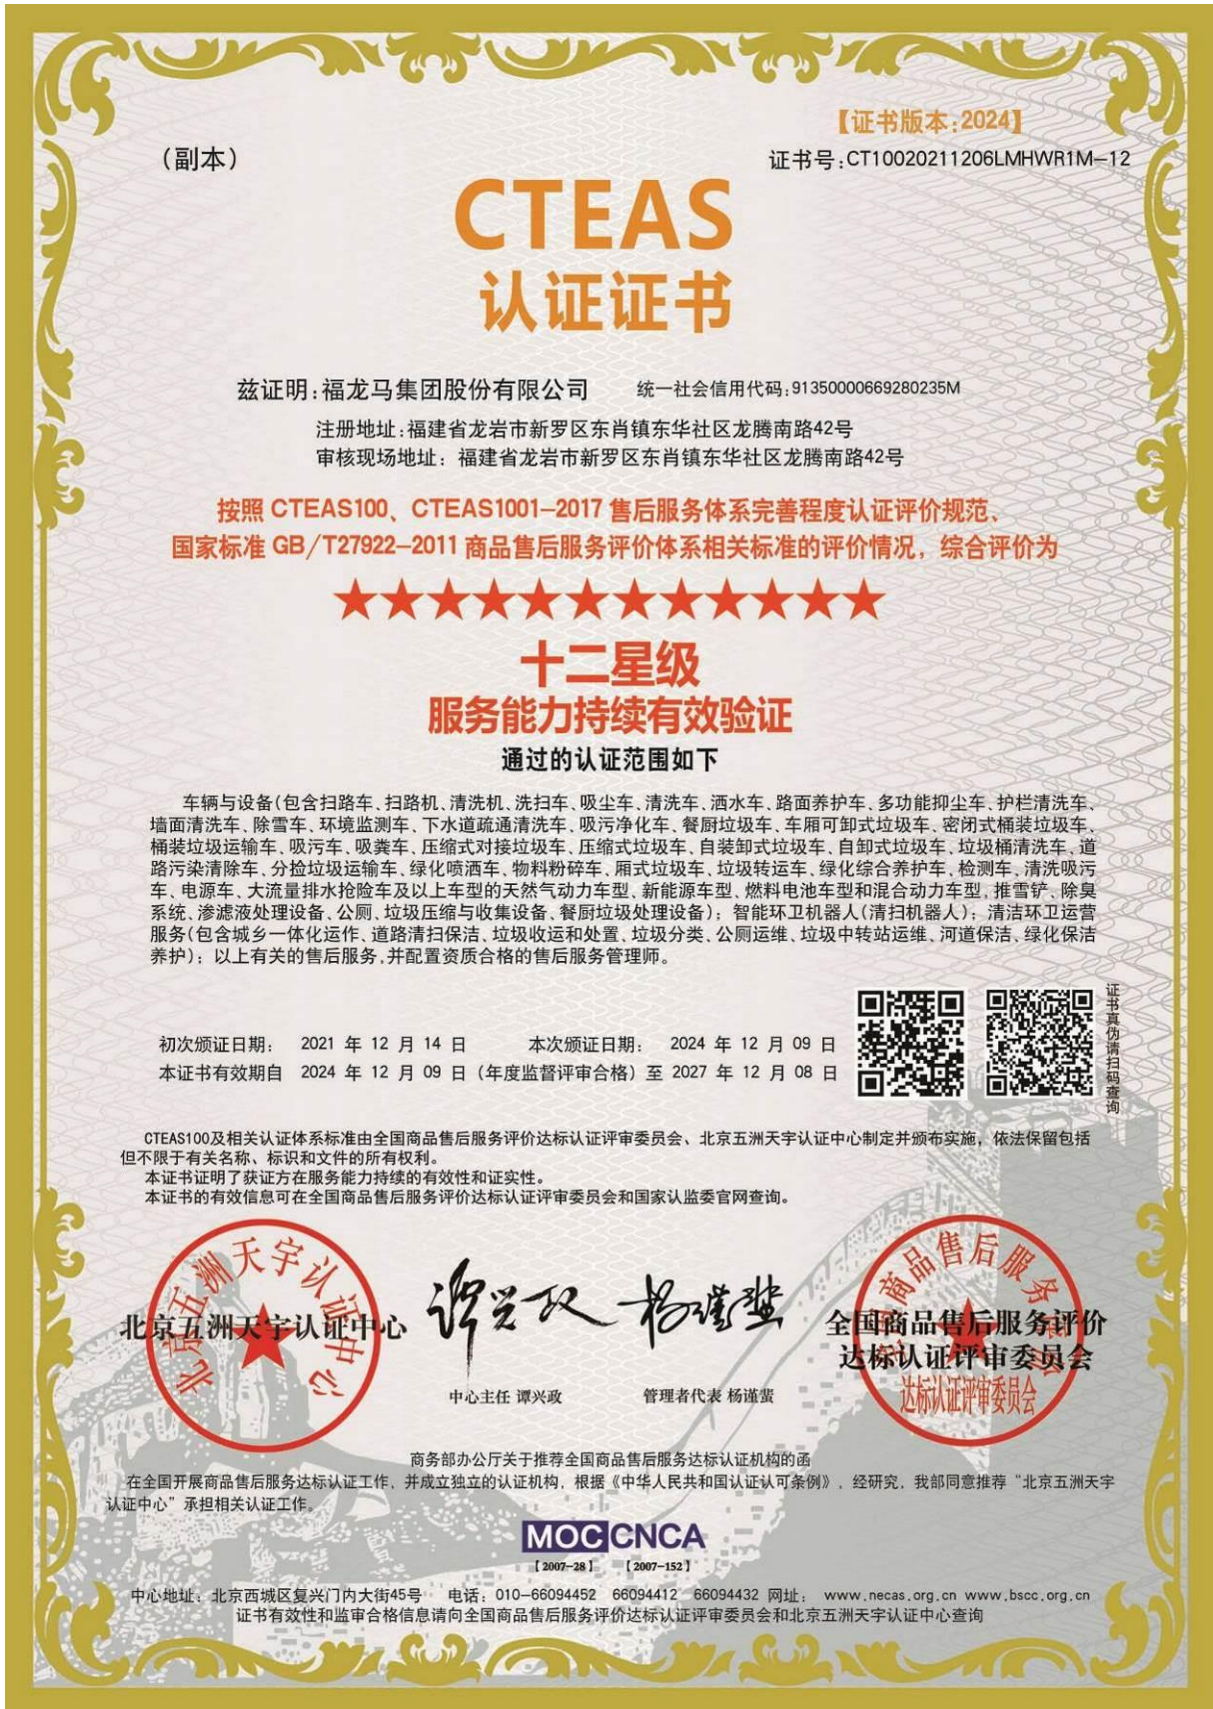 【证书版本:2024】
（副本）
证书号:CT10020211206LMHWR1M-12
CTEAS
认证证书
兹证明:福龙马集团股份有限公司 统一社会信用代码:91350000669280235M
注册地址:福建省龙岩市新罗区东肖镇东华社区龙腾南路42号
审核现场地址: 福建省龙岩市新罗区东肖镇东华社区龙腾南路42号
按照 CTEAS100、CTEAS1001-2017 售后服务体系完善程度认证评价规范、
国家标准 GB/T27922-2011 商品售后服务评价体系相关标准的评价情况，综合评价为
★★★★★★★★★★★★
十二星级
服务能力持续有效验证
通过的认证范围如下
车辆与设备(包含扫路车、扫路机、清洗机、洗扫车、吸尘车、清洗车、洒水车、路面养护车、多功能抑尘车、护栏清洗车、
墙面清洗车、除雪车、环境监测车、下水道疏通清洗车、吸污净化车、餐厨垃圾车、车厢可卸式垃圾车、密闭式桶装垃圾车、
桶装垃圾运输车、吸污车、吸粪车、压缩式对接垃圾车、压缩式垃圾车、自装卸式垃圾车、自卸式垃圾车、垃圾桶清洗车、道
路污染清除车、分捡垃圾运输车、绿化喷洒车、物料粉碎车、厢式垃圾车、垃圾转运车、绿化综合养护车、检测车、清洗吸污
车、电源车、大流量排水抢险车及以上车型的天然气动力车型、新能源车型、燃料电池车型和混合动力车型，推雪铲、除臭
系统、渗滤液处理设备、公厕、垃圾压缩与收集设备、餐厨垃圾处理设备)；智能环卫机器人(清扫机器人)；清洁环卫运营
服务(包含城乡一体化运作、道路清扫保洁、垃圾收运和处置、垃圾分类、公厕运维、垃圾中转站运维、河道保洁、绿化保洁
养护)；以上有关的售后服务,并配置资质合格的售后服务管理师。
证书真伪请扫码查询
初次颁证日期: 2021 年 12 月 14 日 本次颁证日期: 2024 年 12 月 09 日
本证书有效期自 2024 年 12 月 09 日（年度监督评审合格）至 2027 年 12 月 08 日
CTEAS100及相关认证体系标准由全国商品售后服务评价达标认证评审委员会、北京五洲天宇认证中心制定并颁布实施，依法保留包括
但不限于有关名称、标识和文件的所有权利。
本证书证明了获证方在服务能力持续的有效性和证实性。
本证书的有效信息可在全国商品售后服务评价达标认证评审委员会和国家认监委官网查询。
北京五洲天宇认证中心
北京五洲天宇认证中心
谭兴政 杨谨蜚
中心主任 谭兴政 管理者代表 杨谨蜚
全国商品售后服务评价
达标认证评审委员会
全国商品售后服务评价
达标认证评审委员会
商务部办公厅关于推荐全国商品售后服务达标认证机构的函
在全国开展商品售后服务达标认证工作，并成立独立的认证机构，根据《中华人民共和国认证认可条例》，经研究，我部同意推荐“北京五洲天宇
认证中心”承担相关认证工作。
MOC CNCA
【2007-28】 【2007-152】
中心地址: 北京西城区复兴门内大街45号 电话: 010-66094452 66094412 66094432 网址: www.necas.org.cn www.bscc.org.cn
证书有效性和监审合格信息请向全国商品售后服务评价达标认证评审委员会和北京五洲天宇认证中心查询